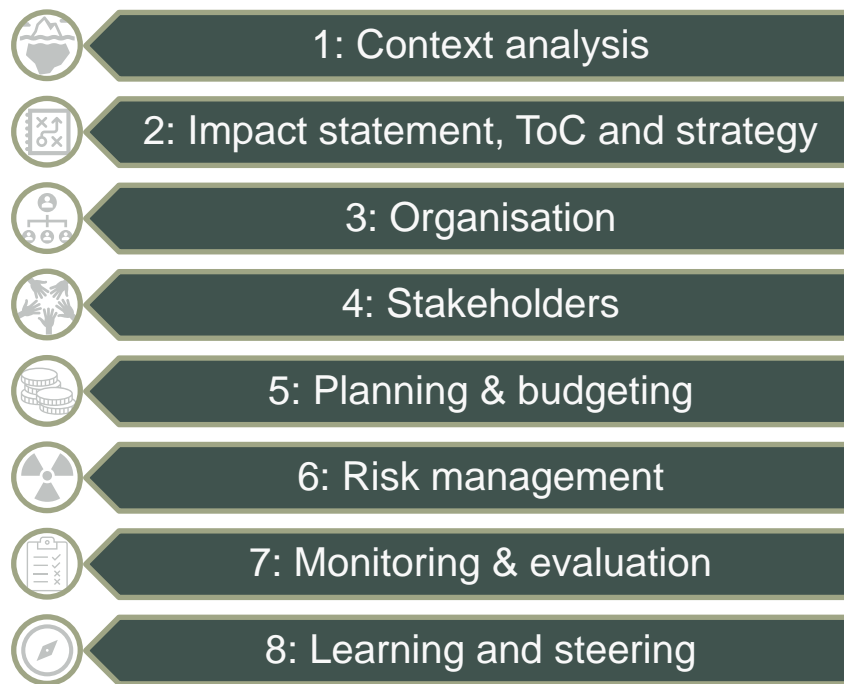 1: Context analysis
2: Impact statement, ToC and strategy
3: Organisation
4: Stakeholders
5: Planning & budgeting
6: Risk management
7: Monitoring & evaluation
8: Learning and steering